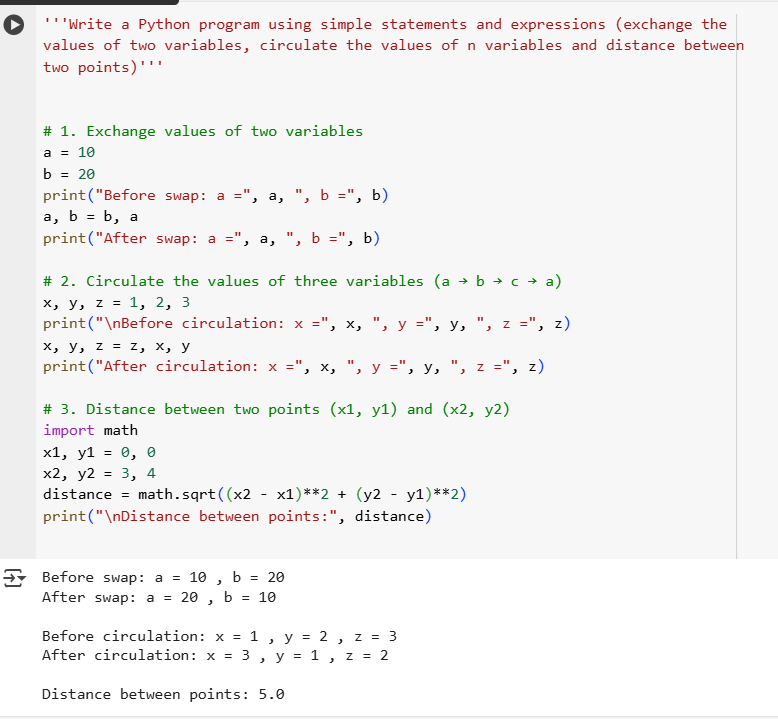 '''Write a Python program using simple statements and expressions (exchange the
values of two variables, circulate the values of n variables and distance between
two points)'''
# 1. Exchange values of two variables
a = 10
b = 20
print("Before swap: a =", a, ", b =", b)
a, b = b, a
print("After swap: a =", a, ", b =", b)
# 2. Circulate the values of three variables (a → b → c → a)
x, y, z = 1, 2, 3
print("\nBefore circulation: x =", x, ", y =", y, ", z =", z)
x, y, z = z, x, y
print("After circulation: x =", x, ", y =", y, ", z =", z)
# 3. Distance between two points (x1, y1) and (x2, y2)
import math
x1, y1 = 0, 0
x2, y2 = 3, 4
distance = math.sqrt((x2 - x1)**2 + (y2 - y1)**2)
print("\nDistance between points:", distance)
Before swap: a = 10 , b = 20
After swap: a = 20 , b = 10
Before circulation: x = 1 , y = 2 , z = 3
After circulation: x = 3 , y = 1 , z = 2
Distance between points: 5.0